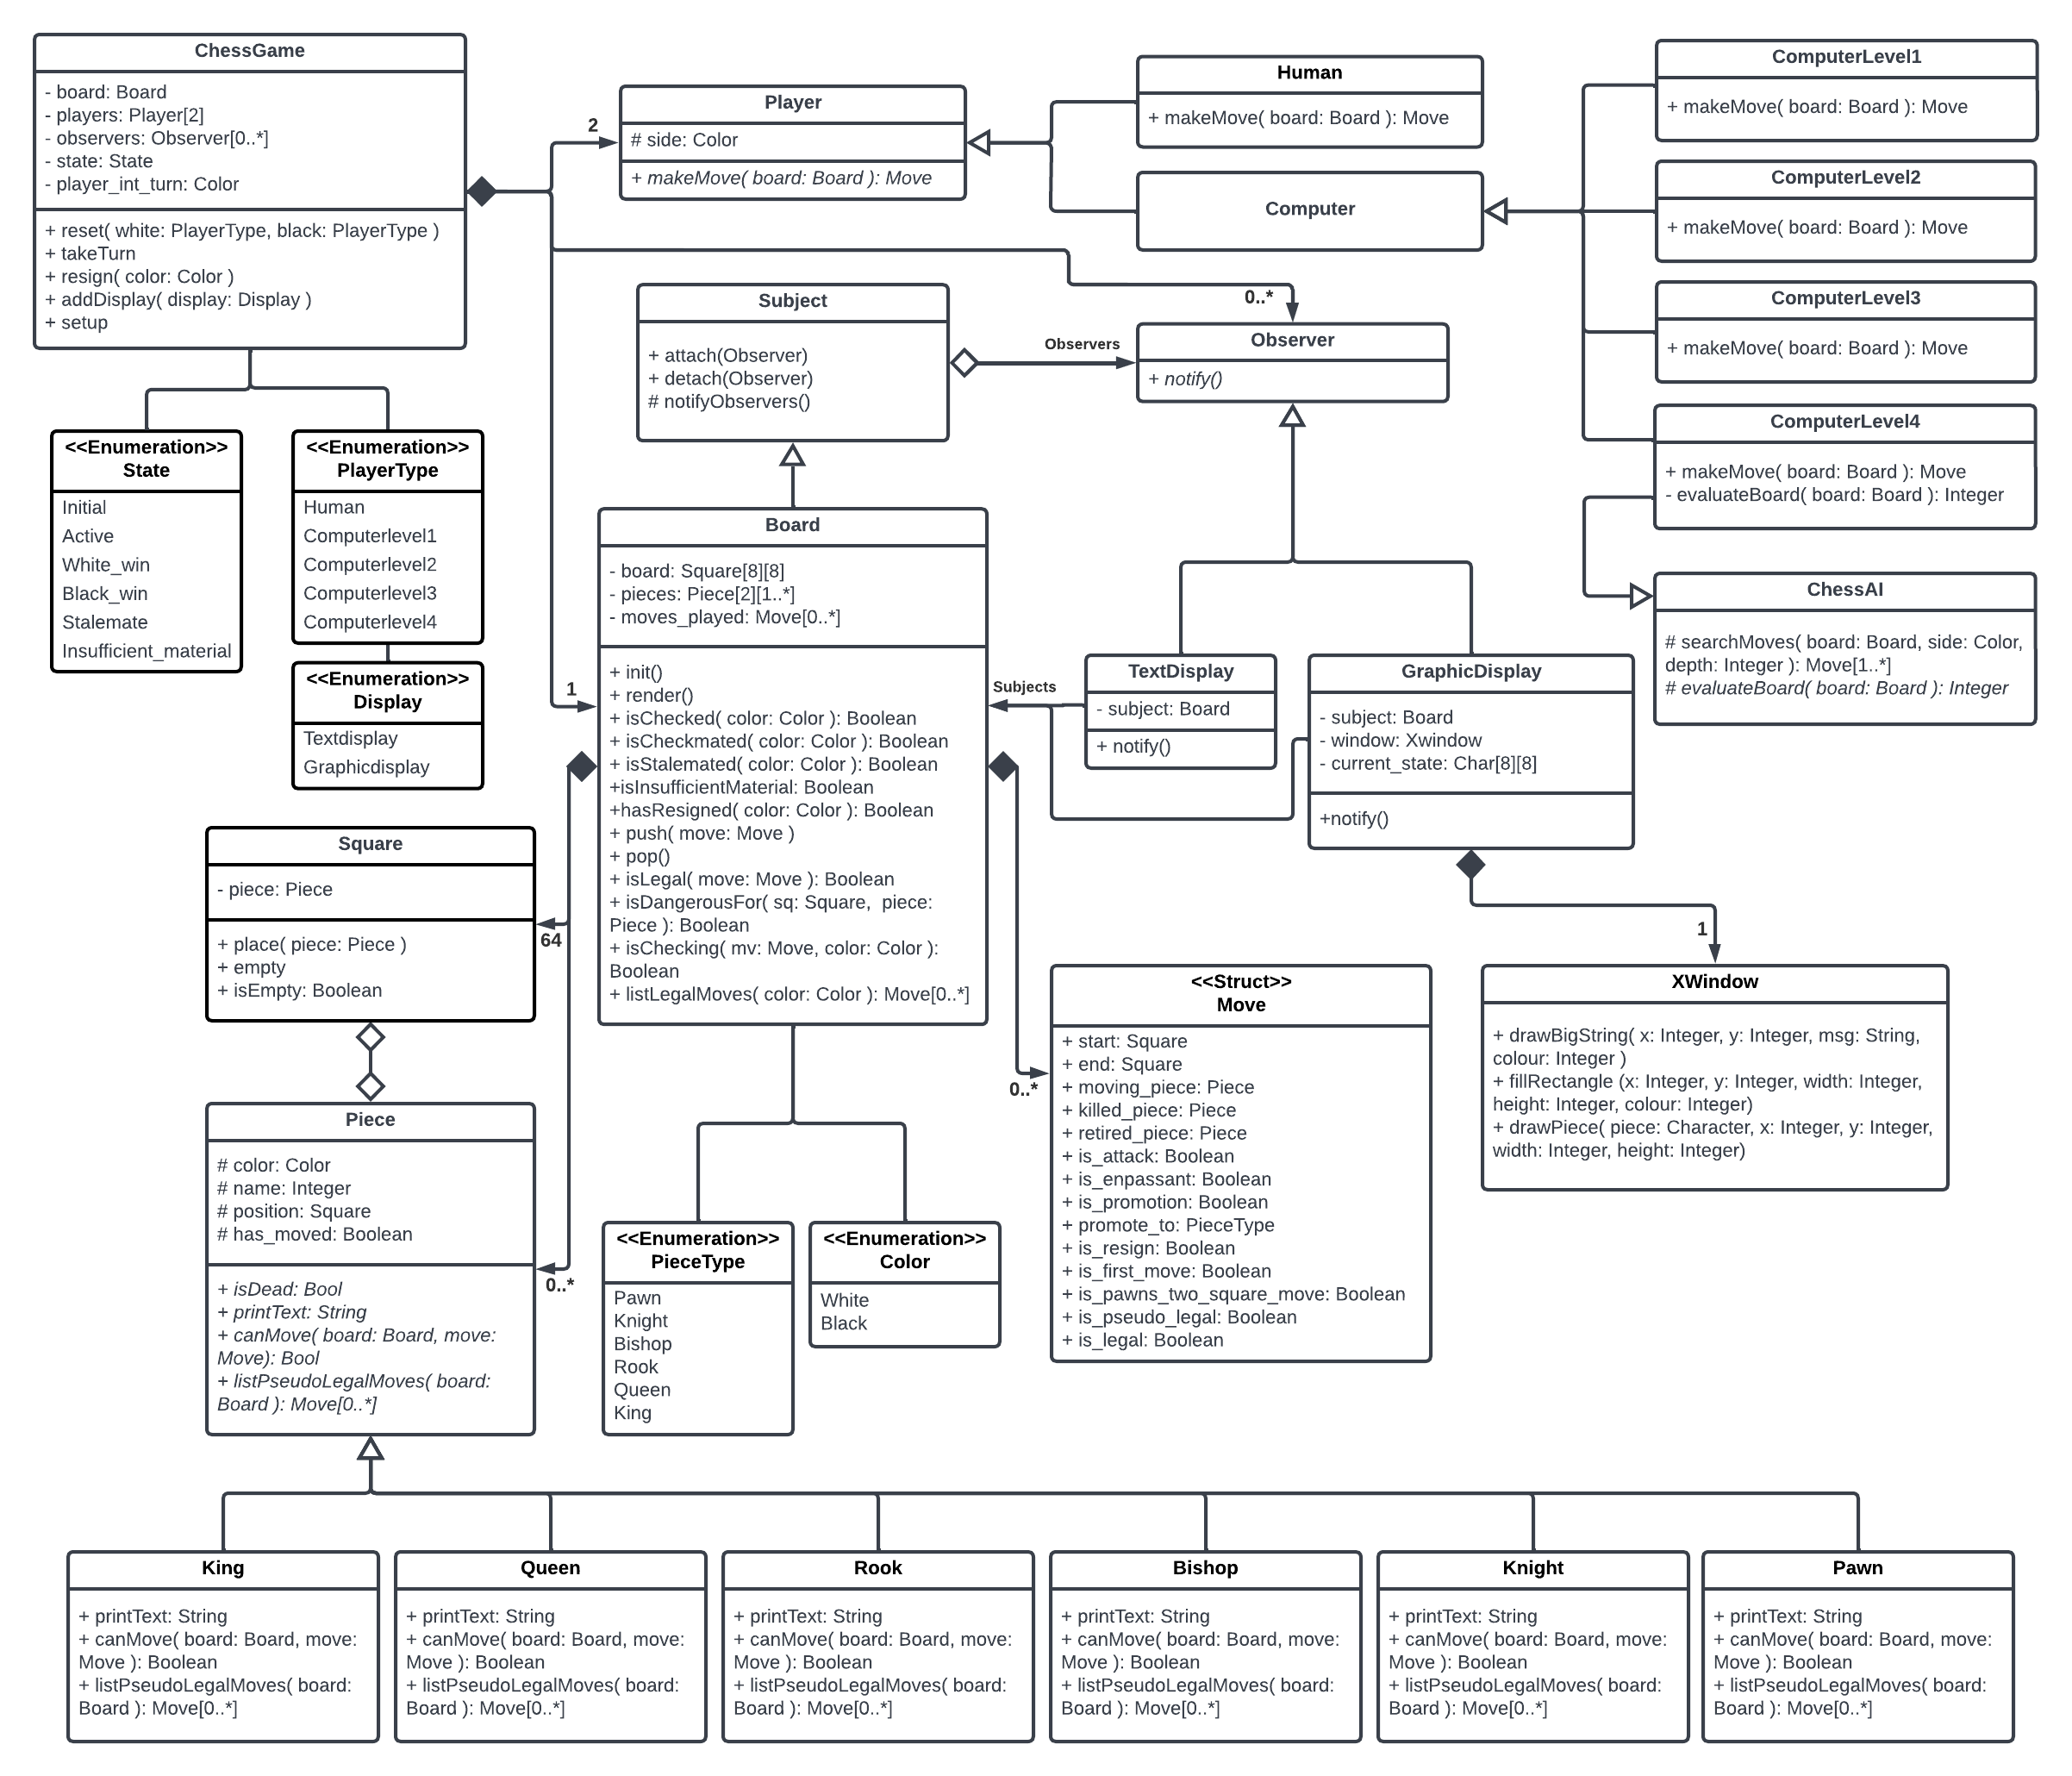 ChessGame
- board: Board
- players: Player[2]
- observers: Observer[0..*]
- state: State
- player_int_turn: Color
+ reset( white: PlayerType, black: PlayerType )
+ takeTurn
+ resign( color: Color )
+ addDisplay( display: Display )
+ setup
2
Player
# side: Color
+ makeMove( board: Board ): Move
Human
+ makeMove( board: Board ): Move
Computer
ComputerLevel1
+ makeMove( board: Board ): Move
ComputerLevel2
+ makeMove( board: Board ): Move
ComputerLevel3
+ makeMove( board: Board ): Move
ComputerLevel4
+ makeMove( board: Board ): Move
- evaluateBoard( board: Board ): Integer
ChessAI
# searchMoves( board: Board, side: Color,
depth: Integer ): Move[1..*]
# evaluateBoard( board: Board ): Integer
Subject
+ attach(Observer)
+ detach(Observer)
# notifyObservers()
Observers
0..*
Observer
+ notify()
<<Enumeration>>
State
Initial
Active
White_win
Black_win
Stalemate
Insufficient_material
<<Enumeration>>
PlayerType
Human
Computerlevel1
Computerlevel2
Computerlevel3
Computerlevel4
<<Enumeration>>
Display
Textdisplay
Graphicdisplay
1
Board
- board: Square[8][8]
- pieces: Piece[2][1..*]
- moves_played: Move[0..*]
+ init()
+ render()
+ isChecked( color: Color ): Boolean
+ isCheckmated( color: Color ): Boolean
+ isStalemated( color: Color ): Boolean
+isInsufficientMaterial: Boolean
+hasResigned( color: Color ): Boolean
+ push( move: Move )
+ pop()
+ isLegal( move: Move ): Boolean
+ isDangerousFor( sq: Square,  piece:
Piece ): Boolean
+ isChecking( mv: Move, color: Color ):
Boolean
+ listLegalMoves( color: Color ): Move[0..*]
Subjects
TextDisplay
- subject: Board
+ notify()
GraphicDisplay
- subject: Board
- window: Xwindow
- current_state: Char[8][8]
+notify()
1
XWindow
+ drawBigString( x: Integer, y: Integer, msg: String,
colour: Integer )
+ fillRectangle (x: Integer, y: Integer, width: Integer,
height: Integer, colour: Integer)
+ drawPiece( piece: Character, x: Integer, y: Integer,
width: Integer, height: Integer)
Square
- piece: Piece
+ place( piece: Piece )
+ empty
+ isEmpty: Boolean
64
Piece
# color: Color
# name: Integer
# position: Square
# has_moved: Boolean
+ isDead: Bool
+ printText: String
+ canMove( board: Board, move:
Move): Bool
+ listPseudoLegalMoves( board:
Board ): Move[0..*]
0..*
<<Enumeration>>
PieceType
Pawn
Knight
Bishop
Rook
Queen
King
<<Enumeration>>
Color
White
Black
0..*
<<Struct>>
Move
+ start: Square
+ end: Square
+ moving_piece: Piece
+ killed_piece: Piece
+ retired_piece: Piece
+ is_attack: Boolean
+ is_enpassant: Boolean
+ is_promotion: Boolean
+ promote_to: PieceType
+ is_resign: Boolean
+ is_first_move: Boolean
+ is_pawns_two_square_move: Boolean
+ is_pseudo_legal: Boolean
+ is_legal: Boolean
King
+ printText: String
+ canMove( board: Board, move:
Move ): Boolean
+ listPseudoLegalMoves( board:
Board ): Move[0..*]
Queen
+ printText: String
+ canMove( board: Board, move:
Move ): Boolean
+ listPseudoLegalMoves( board:
Board ): Move[0..*]
Rook
+ printText: String
+ canMove( board: Board, move:
Move ): Boolean
+ listPseudoLegalMoves( board:
Board ): Move[0..*]
Bishop
+ printText: String
+ canMove( board: Board, move:
Move ): Boolean
+ listPseudoLegalMoves( board:
Board ): Move[0..*]
Knight
+ printText: String
+ canMove( board: Board, move:
Move ): Boolean
+ listPseudoLegalMoves( board:
Board ): Move[0..*]
Pawn
+ printText: String
+ canMove( board: Board, move:
Move ): Boolean
+ listPseudoLegalMoves( board:
Board ): Move[0..*]